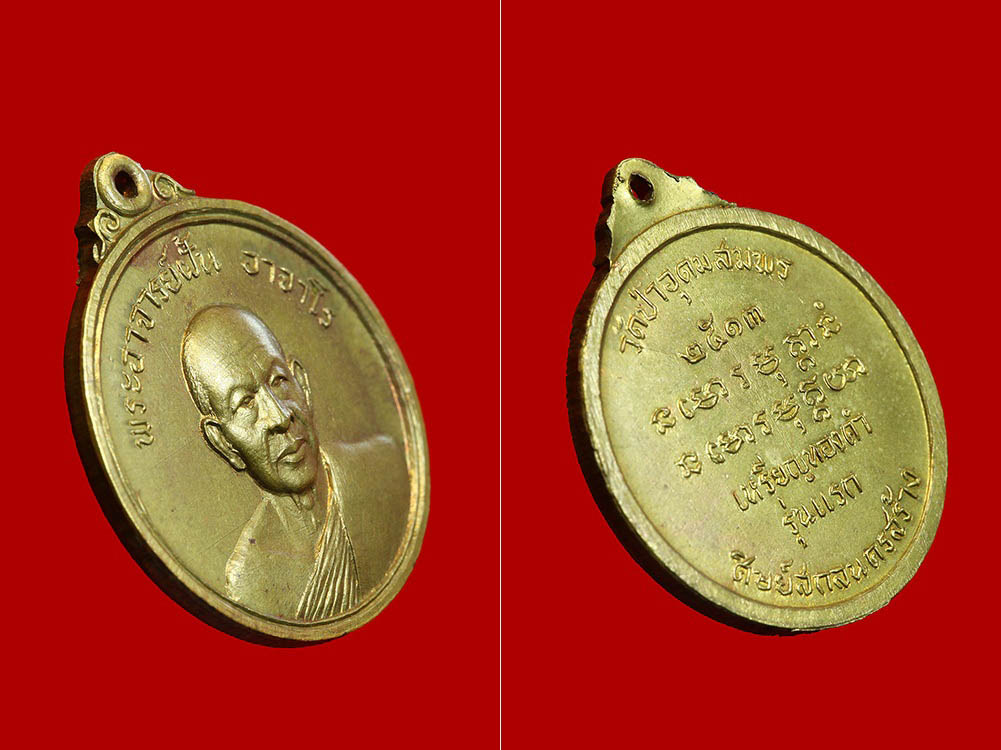 พระอาจารย์ฝั้น อาจาโร
วัดป่าอุดมสมพร
๒๕๑๓
เหรียญทองคำ
รุ่นแรก
ศิษย์สกลนครสร้าง